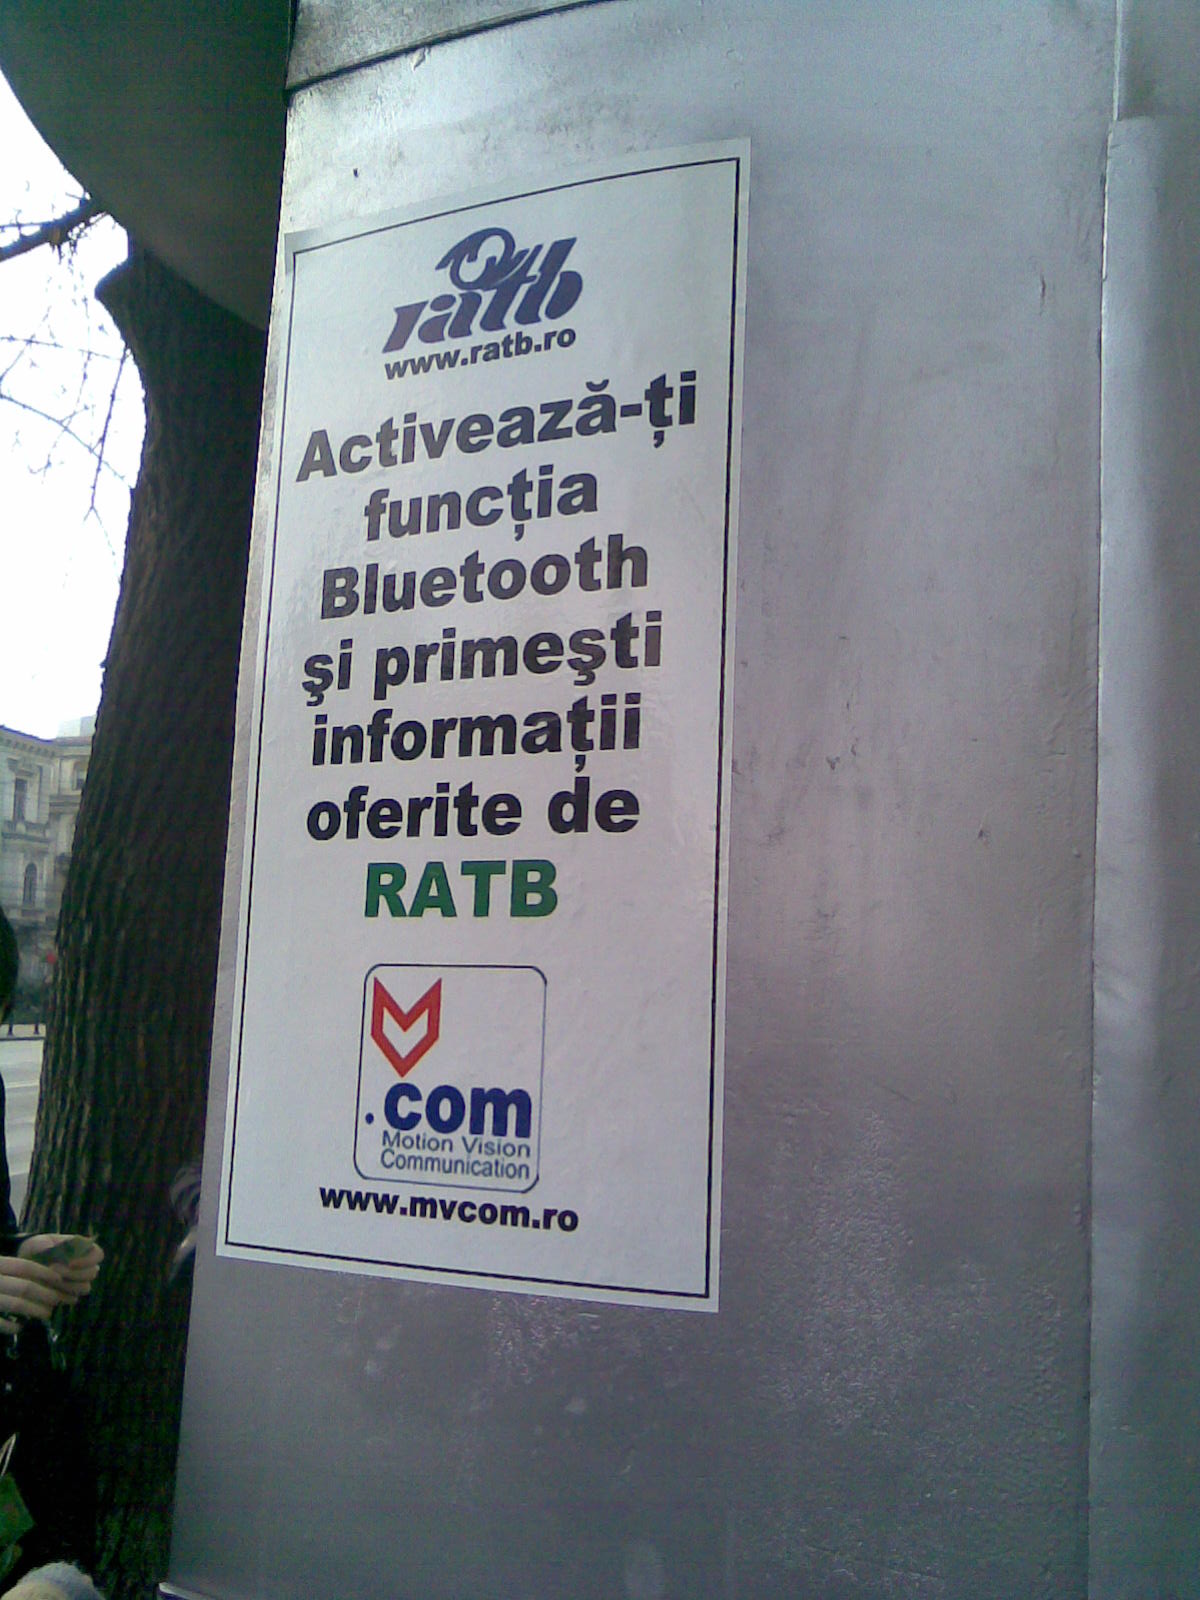 ratb
www.ratb.ro
Activează-ți
funcția
Bluetooth
şi primeşti
informații
oferite de
RATB
.com
Motion Vision
Communication
www.mvcom.ro